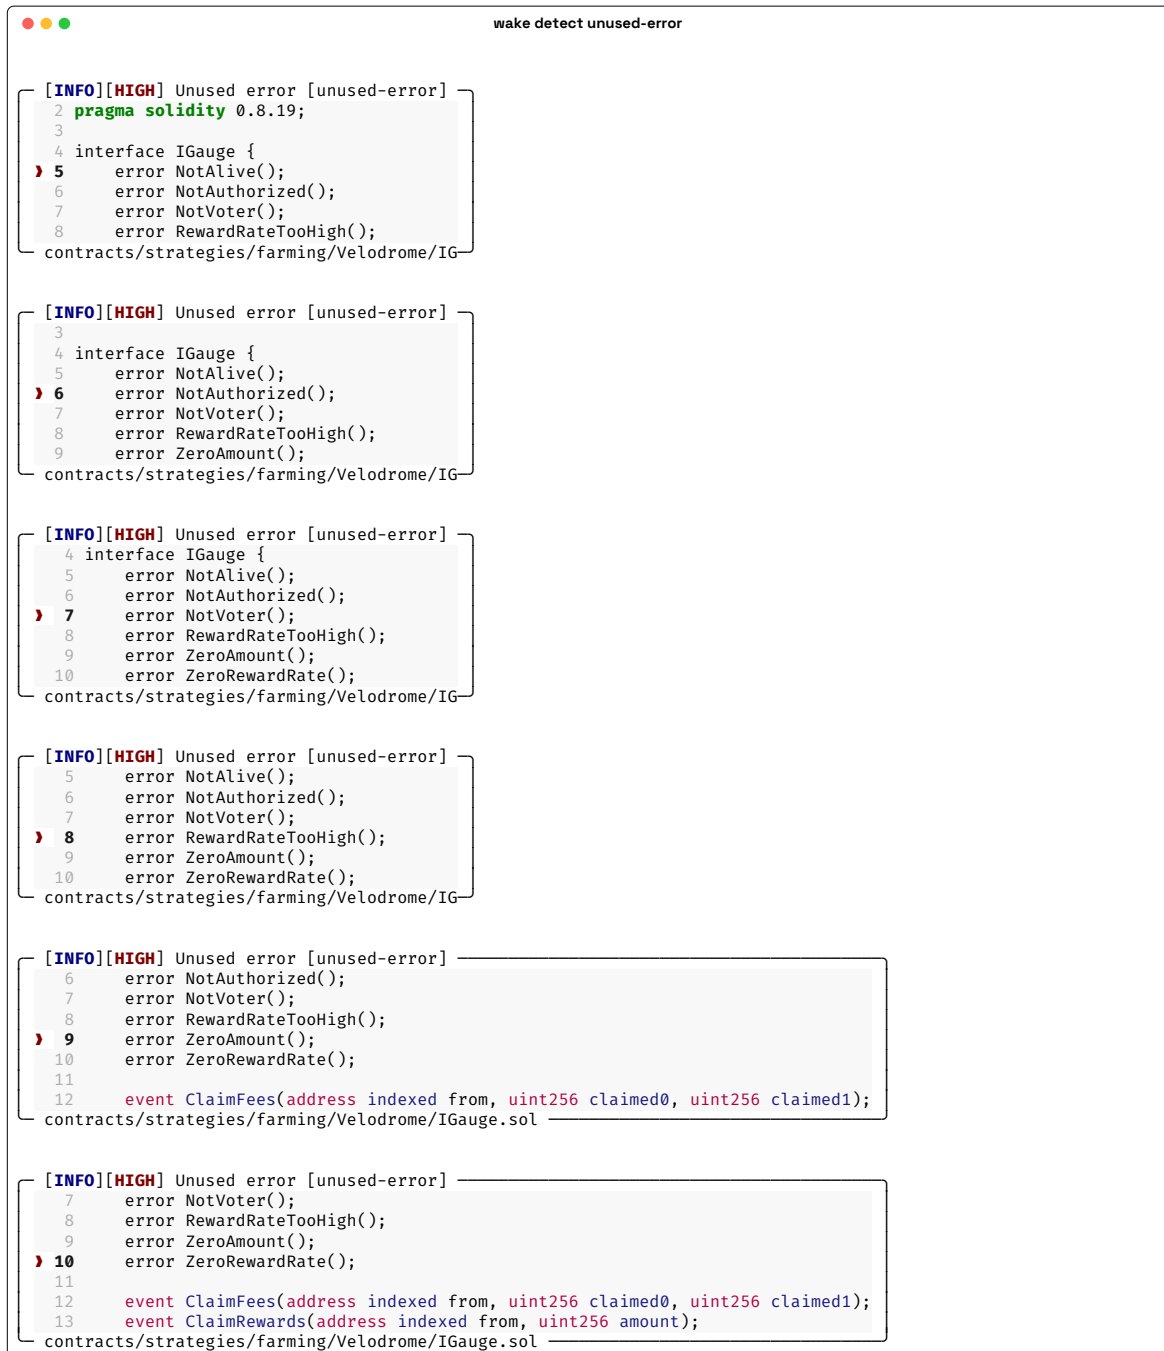 wake detect unused-error
[INFO][HIGH] Unused error [unused-error]
2 pragma solidity 0.8.19;
3
4 interface IGauge {
❱ 5     error NotAlive();
6     error NotAuthorized();
7     error NotVoter();
8     error RewardRateTooHigh();
contracts/strategies/farming/Velodrome/IG
[INFO][HIGH] Unused error [unused-error]
3
4 interface IGauge {
5     error NotAlive();
❱ 6     error NotAuthorized();
7     error NotVoter();
8     error RewardRateTooHigh();
9     error ZeroAmount();
contracts/strategies/farming/Velodrome/IG
[INFO][HIGH] Unused error [unused-error]
4 interface IGauge {
5     error NotAlive();
6     error NotAuthorized();
❱ 7     error NotVoter();
8     error RewardRateTooHigh();
9     error ZeroAmount();
10     error ZeroRewardRate();
contracts/strategies/farming/Velodrome/IG
[INFO][HIGH] Unused error [unused-error]
5     error NotAlive();
6     error NotAuthorized();
7     error NotVoter();
❱ 8     error RewardRateTooHigh();
9     error ZeroAmount();
10     error ZeroRewardRate();
contracts/strategies/farming/Velodrome/IG
[INFO][HIGH] Unused error [unused-error]
6     error NotAuthorized();
7     error NotVoter();
8     error RewardRateTooHigh();
❱ 9     error ZeroAmount();
10     error ZeroRewardRate();
11
12     event ClaimFees(address indexed from, uint256 claimed0, uint256 claimed1);
contracts/strategies/farming/Velodrome/IGauge.sol
[INFO][HIGH] Unused error [unused-error]
7     error NotVoter();
8     error RewardRateTooHigh();
9     error ZeroAmount();
❱ 10     error ZeroRewardRate();
11
12     event ClaimFees(address indexed from, uint256 claimed0, uint256 claimed1);
13     event ClaimRewards(address indexed from, uint256 amount);
contracts/strategies/farming/Velodrome/IGauge.sol